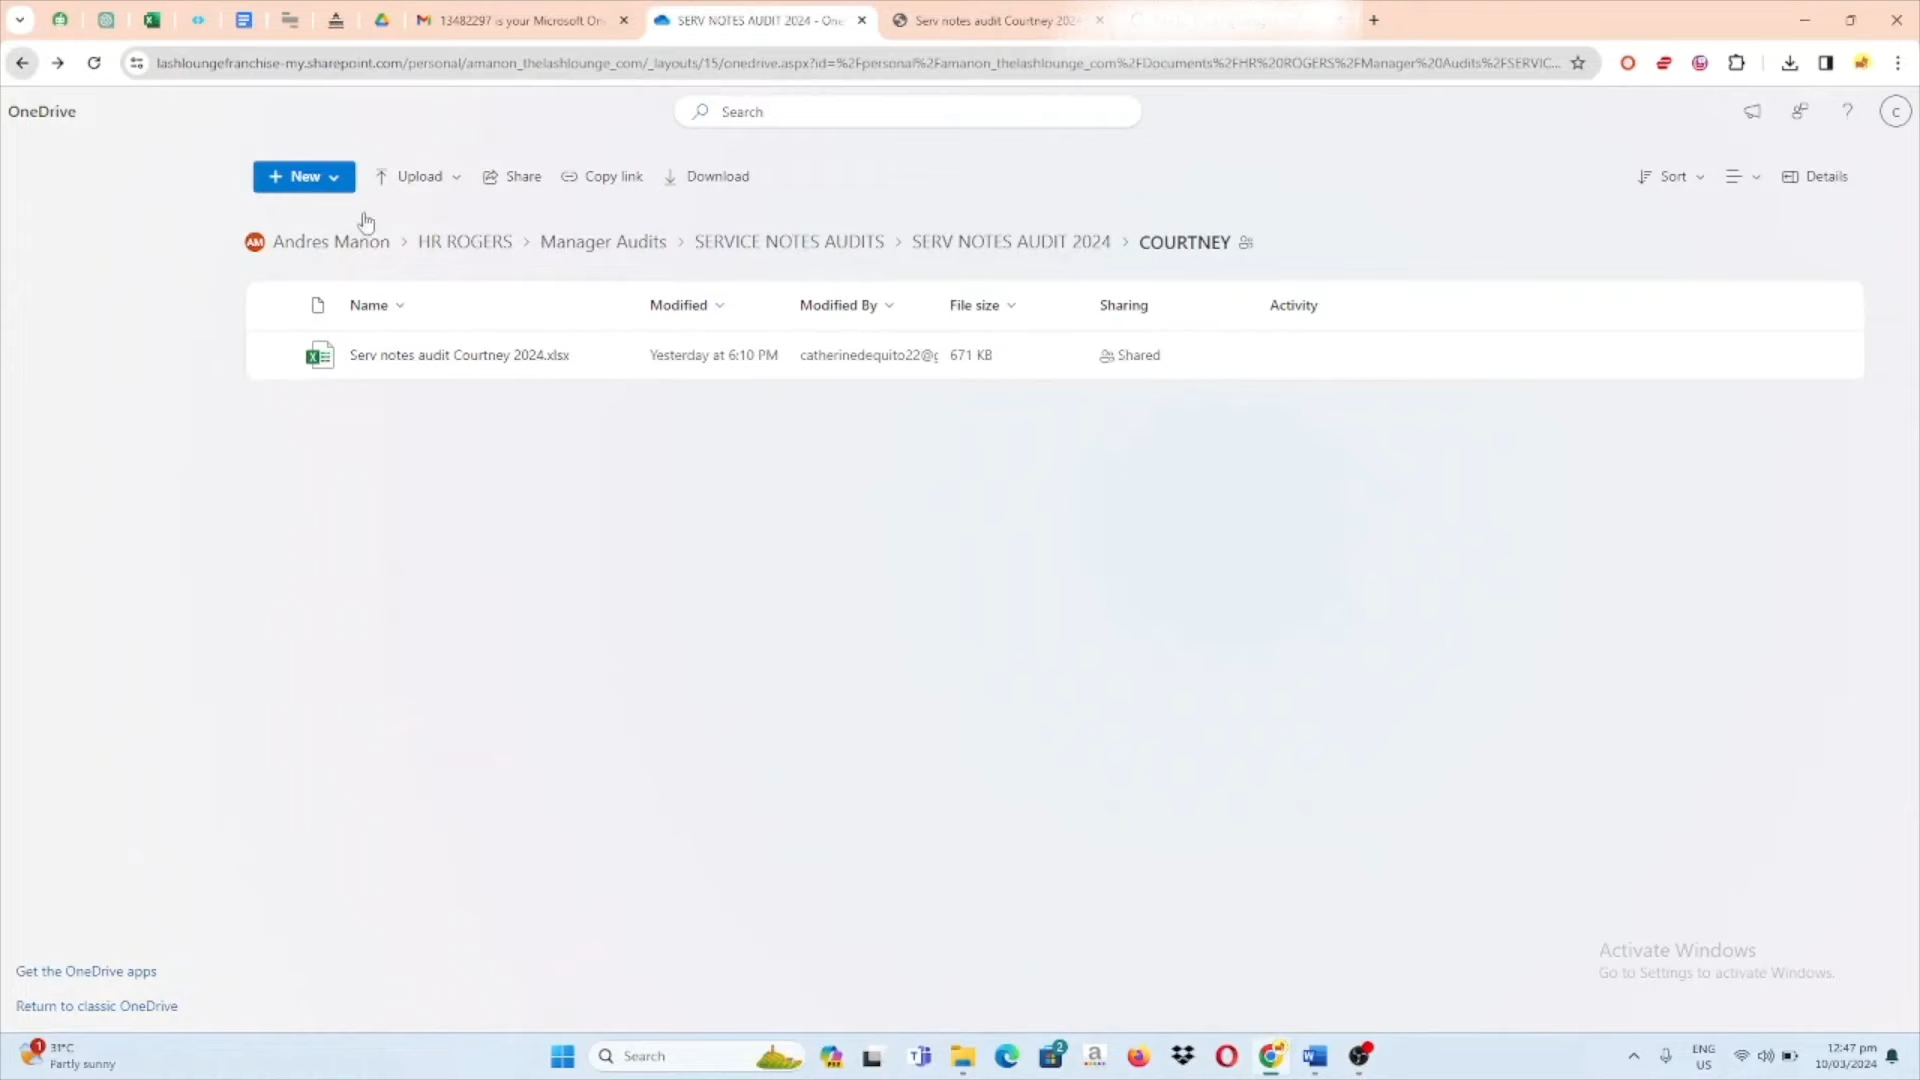 13482297 is your Microsoft On
SERV NOTES AUDIT 2024 - One
Serv notes audit Courtney 2024
lashloungefranchise-my.sharepoint.com/personal/amanon_thelashlounge_com/_layouts/15/onedrive.aspx?id=%2Fpersonal%2Famanon_thelashlounge_com%2FDocuments%2FHR%20ROGERS%2FManager%20Audits%2FSERVIC...
OneDrive
Search
C
New
Upload
Share
Copy link
Download
Sort
Details
AM Andres Manon > HR ROGERS > Manager Audits > SERVICE NOTES AUDITS > SERV NOTES AUDIT 2024 > COURTNEY
Name
Modified
Modified By
File size
Sharing
Activity
Serv notes audit Courtney 2024.xlsx
Yesterday at 6:10 PM
catherinedequito22@g
671 KB
Shared
Activate Windows
Go to Settings to activate Windows.
Get the OneDrive apps
Return to classic OneDrive
1
31°C
Partly sunny
Search
2
ENG
US
12:47 pm
10/03/2024